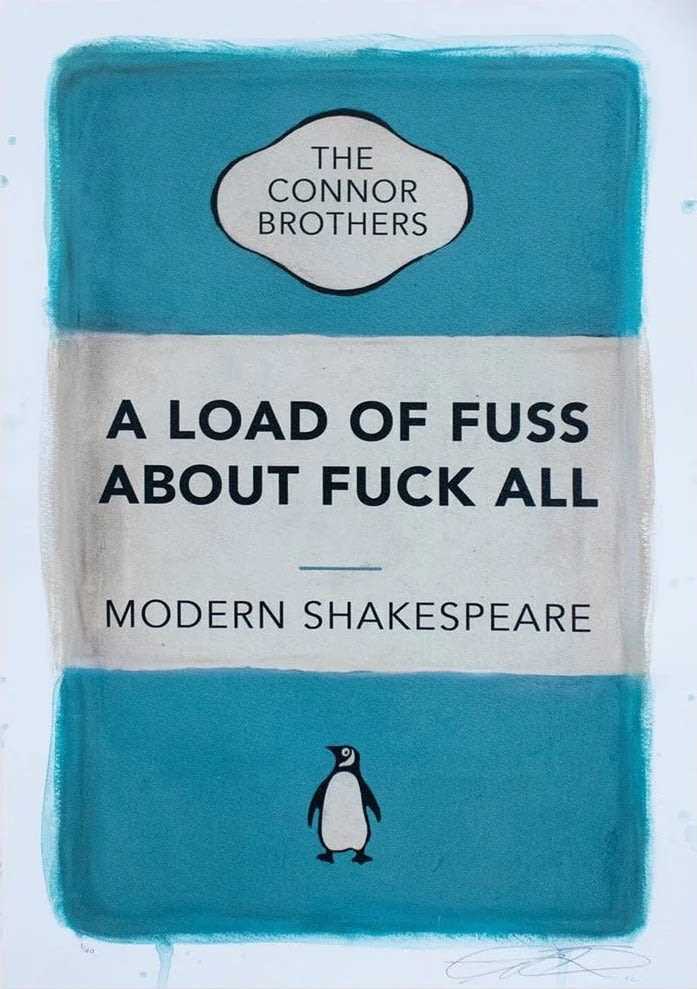 THE
CONNOR
BROTHERS
A LOAD OF FUSS
ABOUT FUCK ALL
MODERN SHAKESPEARE